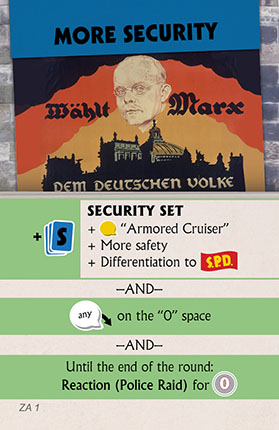 MORE SECURITY
Wählt Marx
DEM DEUTSCHEN VOLKE
SECURITY SET
+ S
+ "Armored Cruiser"
+ More safety
+ Differentiation to S.P.D.
–AND–
any on the "0" space
–AND–
Until the end of the round:
Reaction (Police Raid) for 0
ZA 1